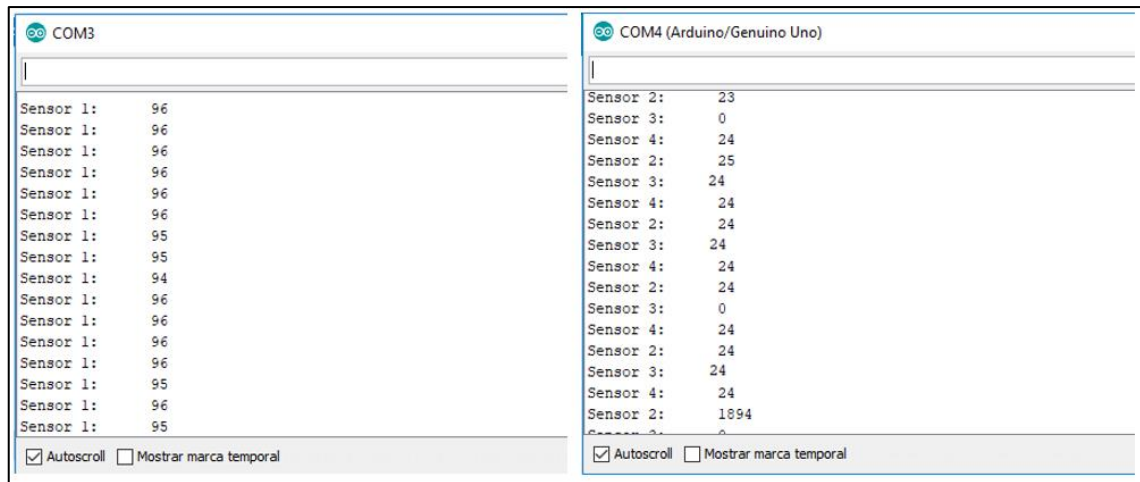 COM3
Sensor 1: 96
Sensor 1: 96
Sensor 1: 96
Sensor 1: 96
Sensor 1: 96
Sensor 1: 96
Sensor 1: 95
Sensor 1: 95
Sensor 1: 94
Sensor 1: 96
Sensor 1: 96
Sensor 1: 96
Sensor 1: 96
Sensor 1: 95
Sensor 1: 96
Sensor 1: 95
Autoscroll Mostrar marca temporal
COM4 (Arduino/Genuino Uno)
Sensor 2: 23
Sensor 3: 0
Sensor 4: 24
Sensor 2: 25
Sensor 3: 24
Sensor 4: 24
Sensor 2: 24
Sensor 3: 24
Sensor 4: 24
Sensor 2: 24
Sensor 3: 0
Sensor 4: 24
Sensor 2: 24
Sensor 3: 24
Sensor 4: 24
Sensor 2: 1894
Autoscroll Mostrar marca temporal